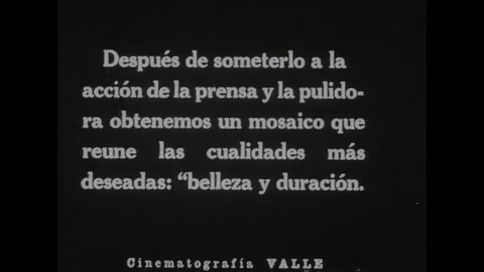 Después de someterlo a la
acción de la prensa y la pulido-
ra obtenemos un mosaico que
reune las cualidades más
deseadas: “belleza y duración.
Cinematografía VALLE